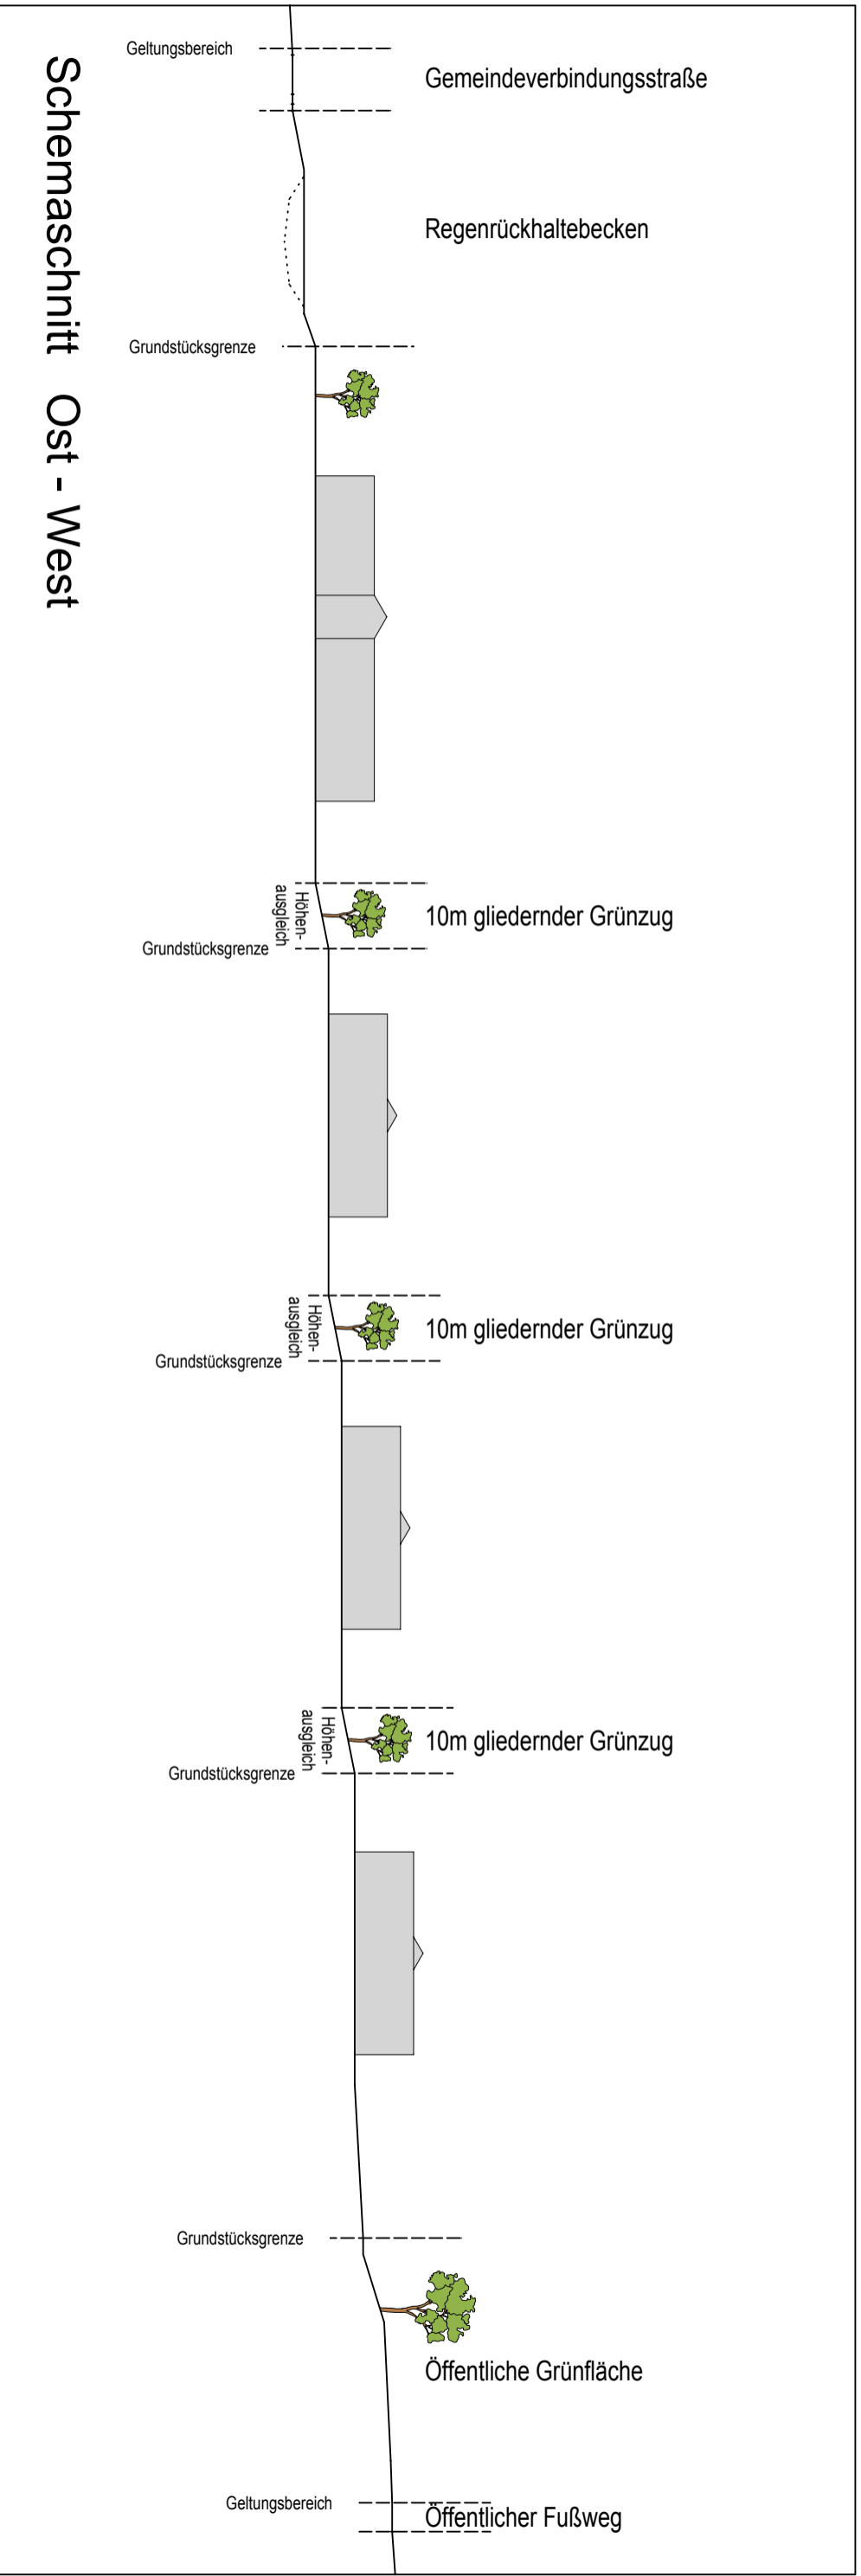 Schemaschnitt Ost - West
Geltungsbereich
Gemeindeverbindungsstraße
Regenrückhaltebecken
Grundstücksgrenze
Höhen-
ausgleich
10m gliedernder Grünzug
Grundstücksgrenze
Höhen-
ausgleich
10m gliedernder Grünzug
Grundstücksgrenze
Höhen-
ausgleich
10m gliedernder Grünzug
Grundstücksgrenze
Grundstücksgrenze
Öffentliche Grünfläche
Geltungsbereich
Öffentlicher Fußweg